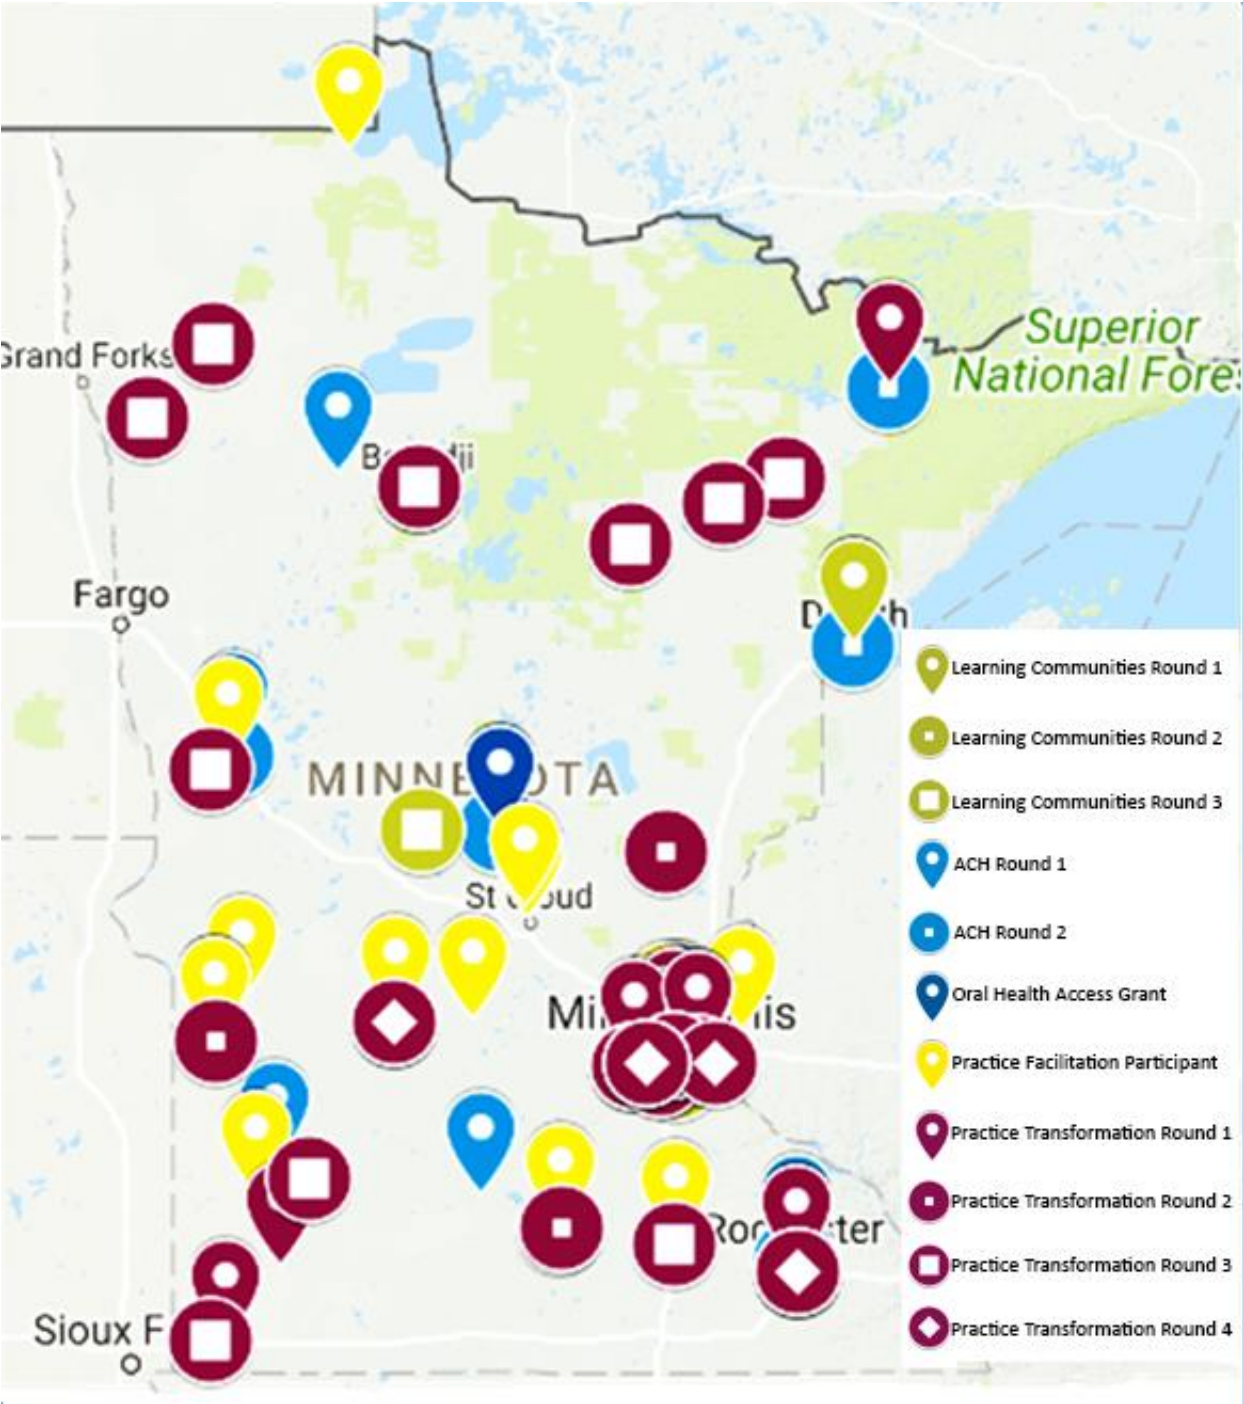 Superior
National Fores
Grand Forks
Fargo
MINNE OTA
Sioux F
Learning Communities Round 1
Learning Communities Round 2
Learning Communities Round 3
ACH Round 1
ACH Round 2
Oral Health Access Grant
Practice Facilitation Participant
Practice Transformation Round 1
Practice Transformation Round 2
Practice Transformation Round 3
Practice Transformation Round 4